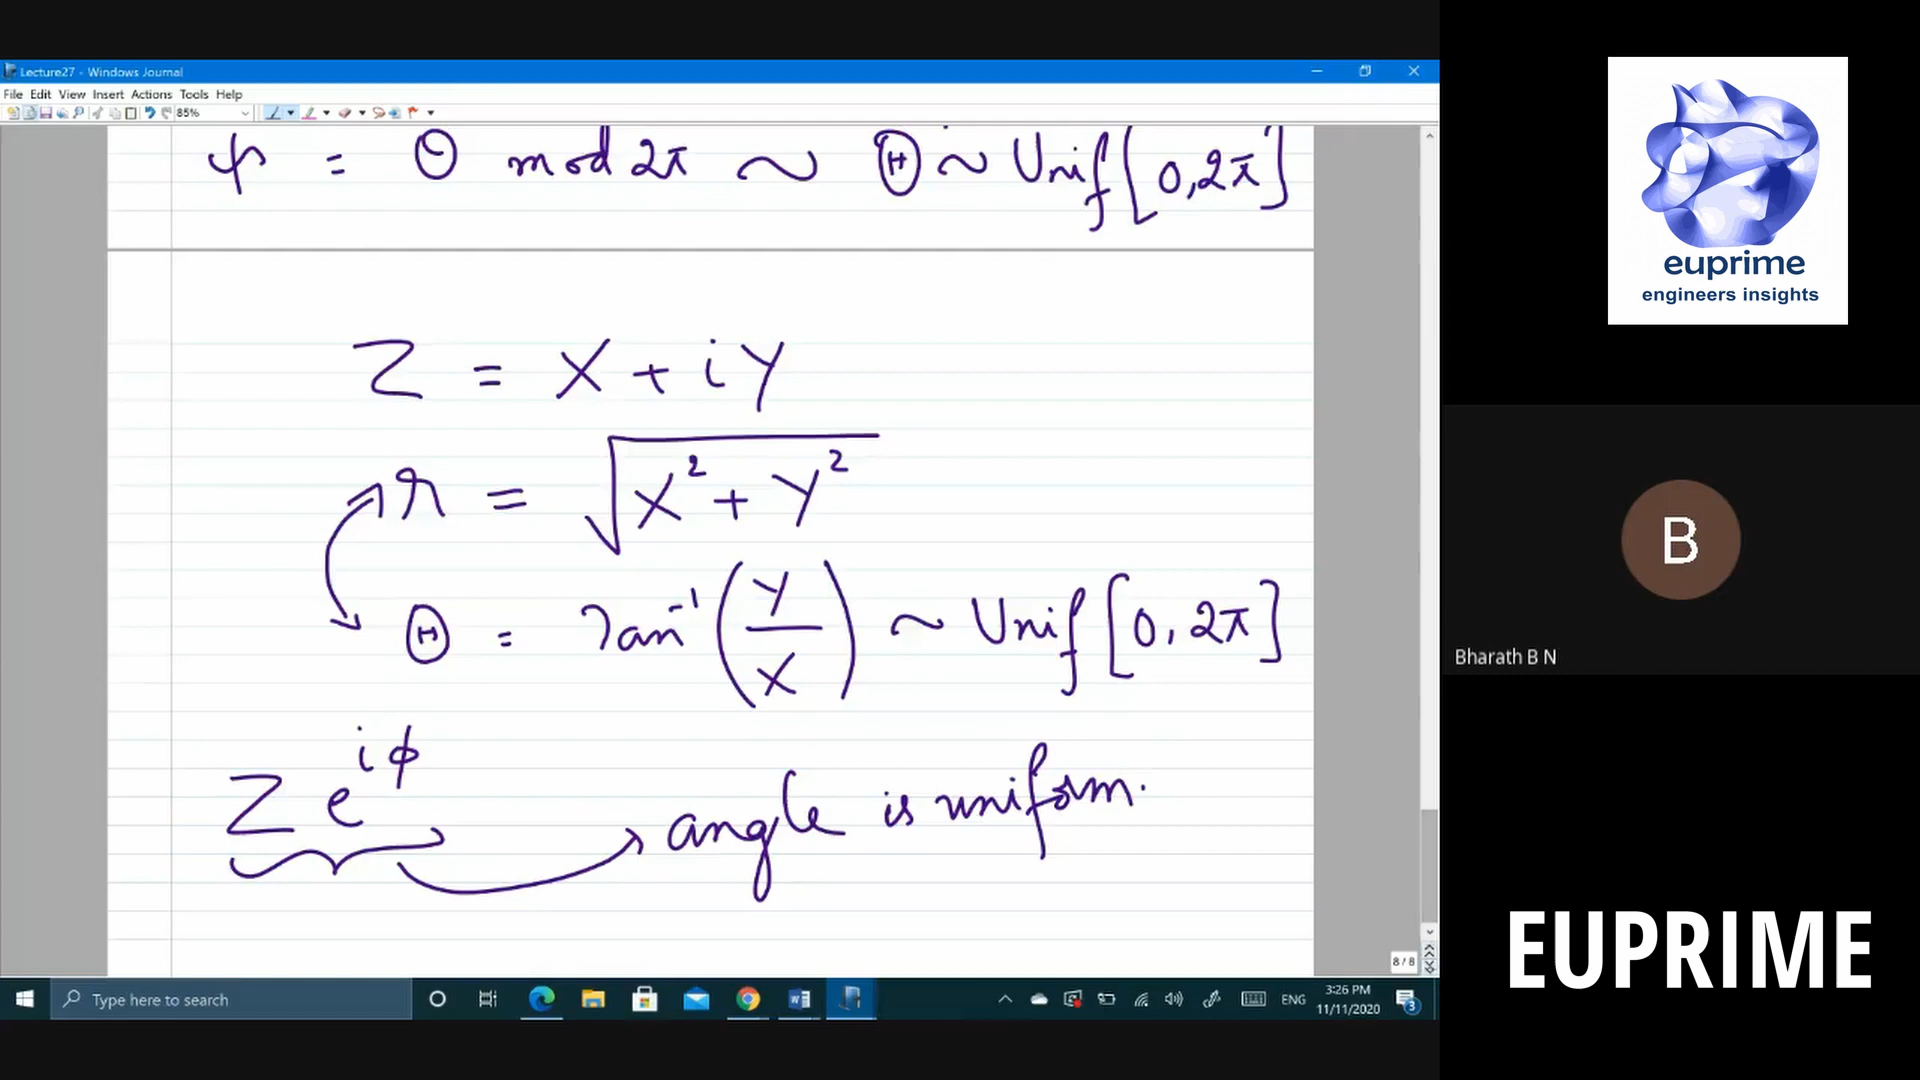 Lecture27 - Windows Journal
File Edit View Insert Actions Tools Help
85%
ψ = Θ mod 2π ~ Ⓗ ~ Unif [0,2π]
Z = X + iY
r = √(X² + Y²)
Ⓗ = Tan⁻¹ (Y/X) ~ Unif [0, 2π]
Z e^{iϕ} → angle is uniform.
8 / 8
Type here to search
ENG
3:26 PM
11/11/2020
3
euprime
engineers insights
B
Bharath B N
EUPRIME